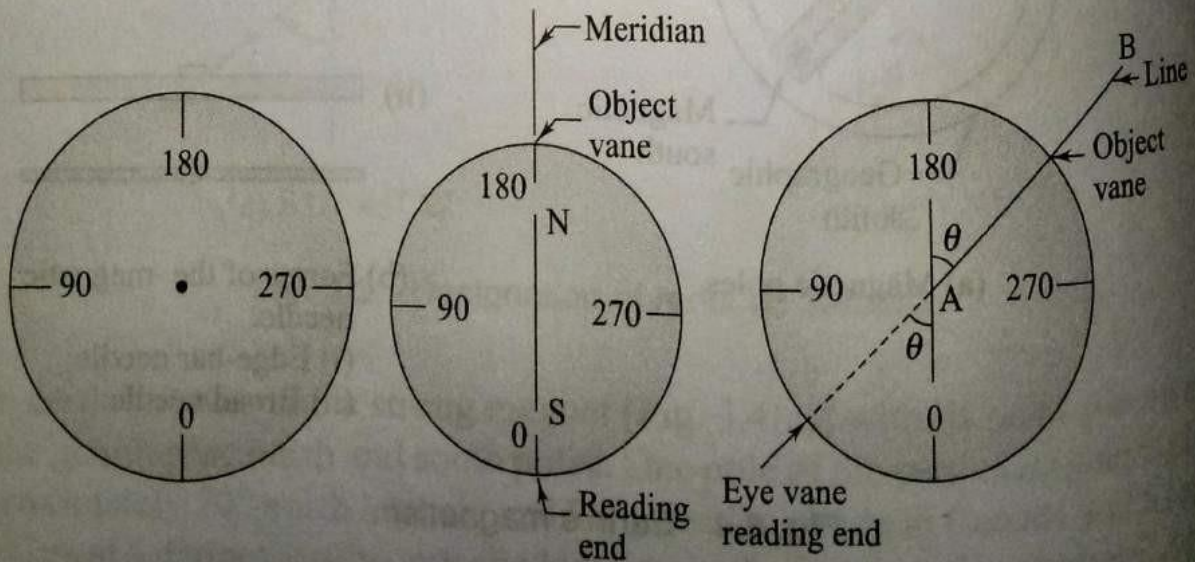 Meridian
Object
vane
180
90
270
0
180
N
90
270
S
0
Reading
end
B
Line
Object
vane
180
θ
90
270
A
θ
0
Eye vane
reading end